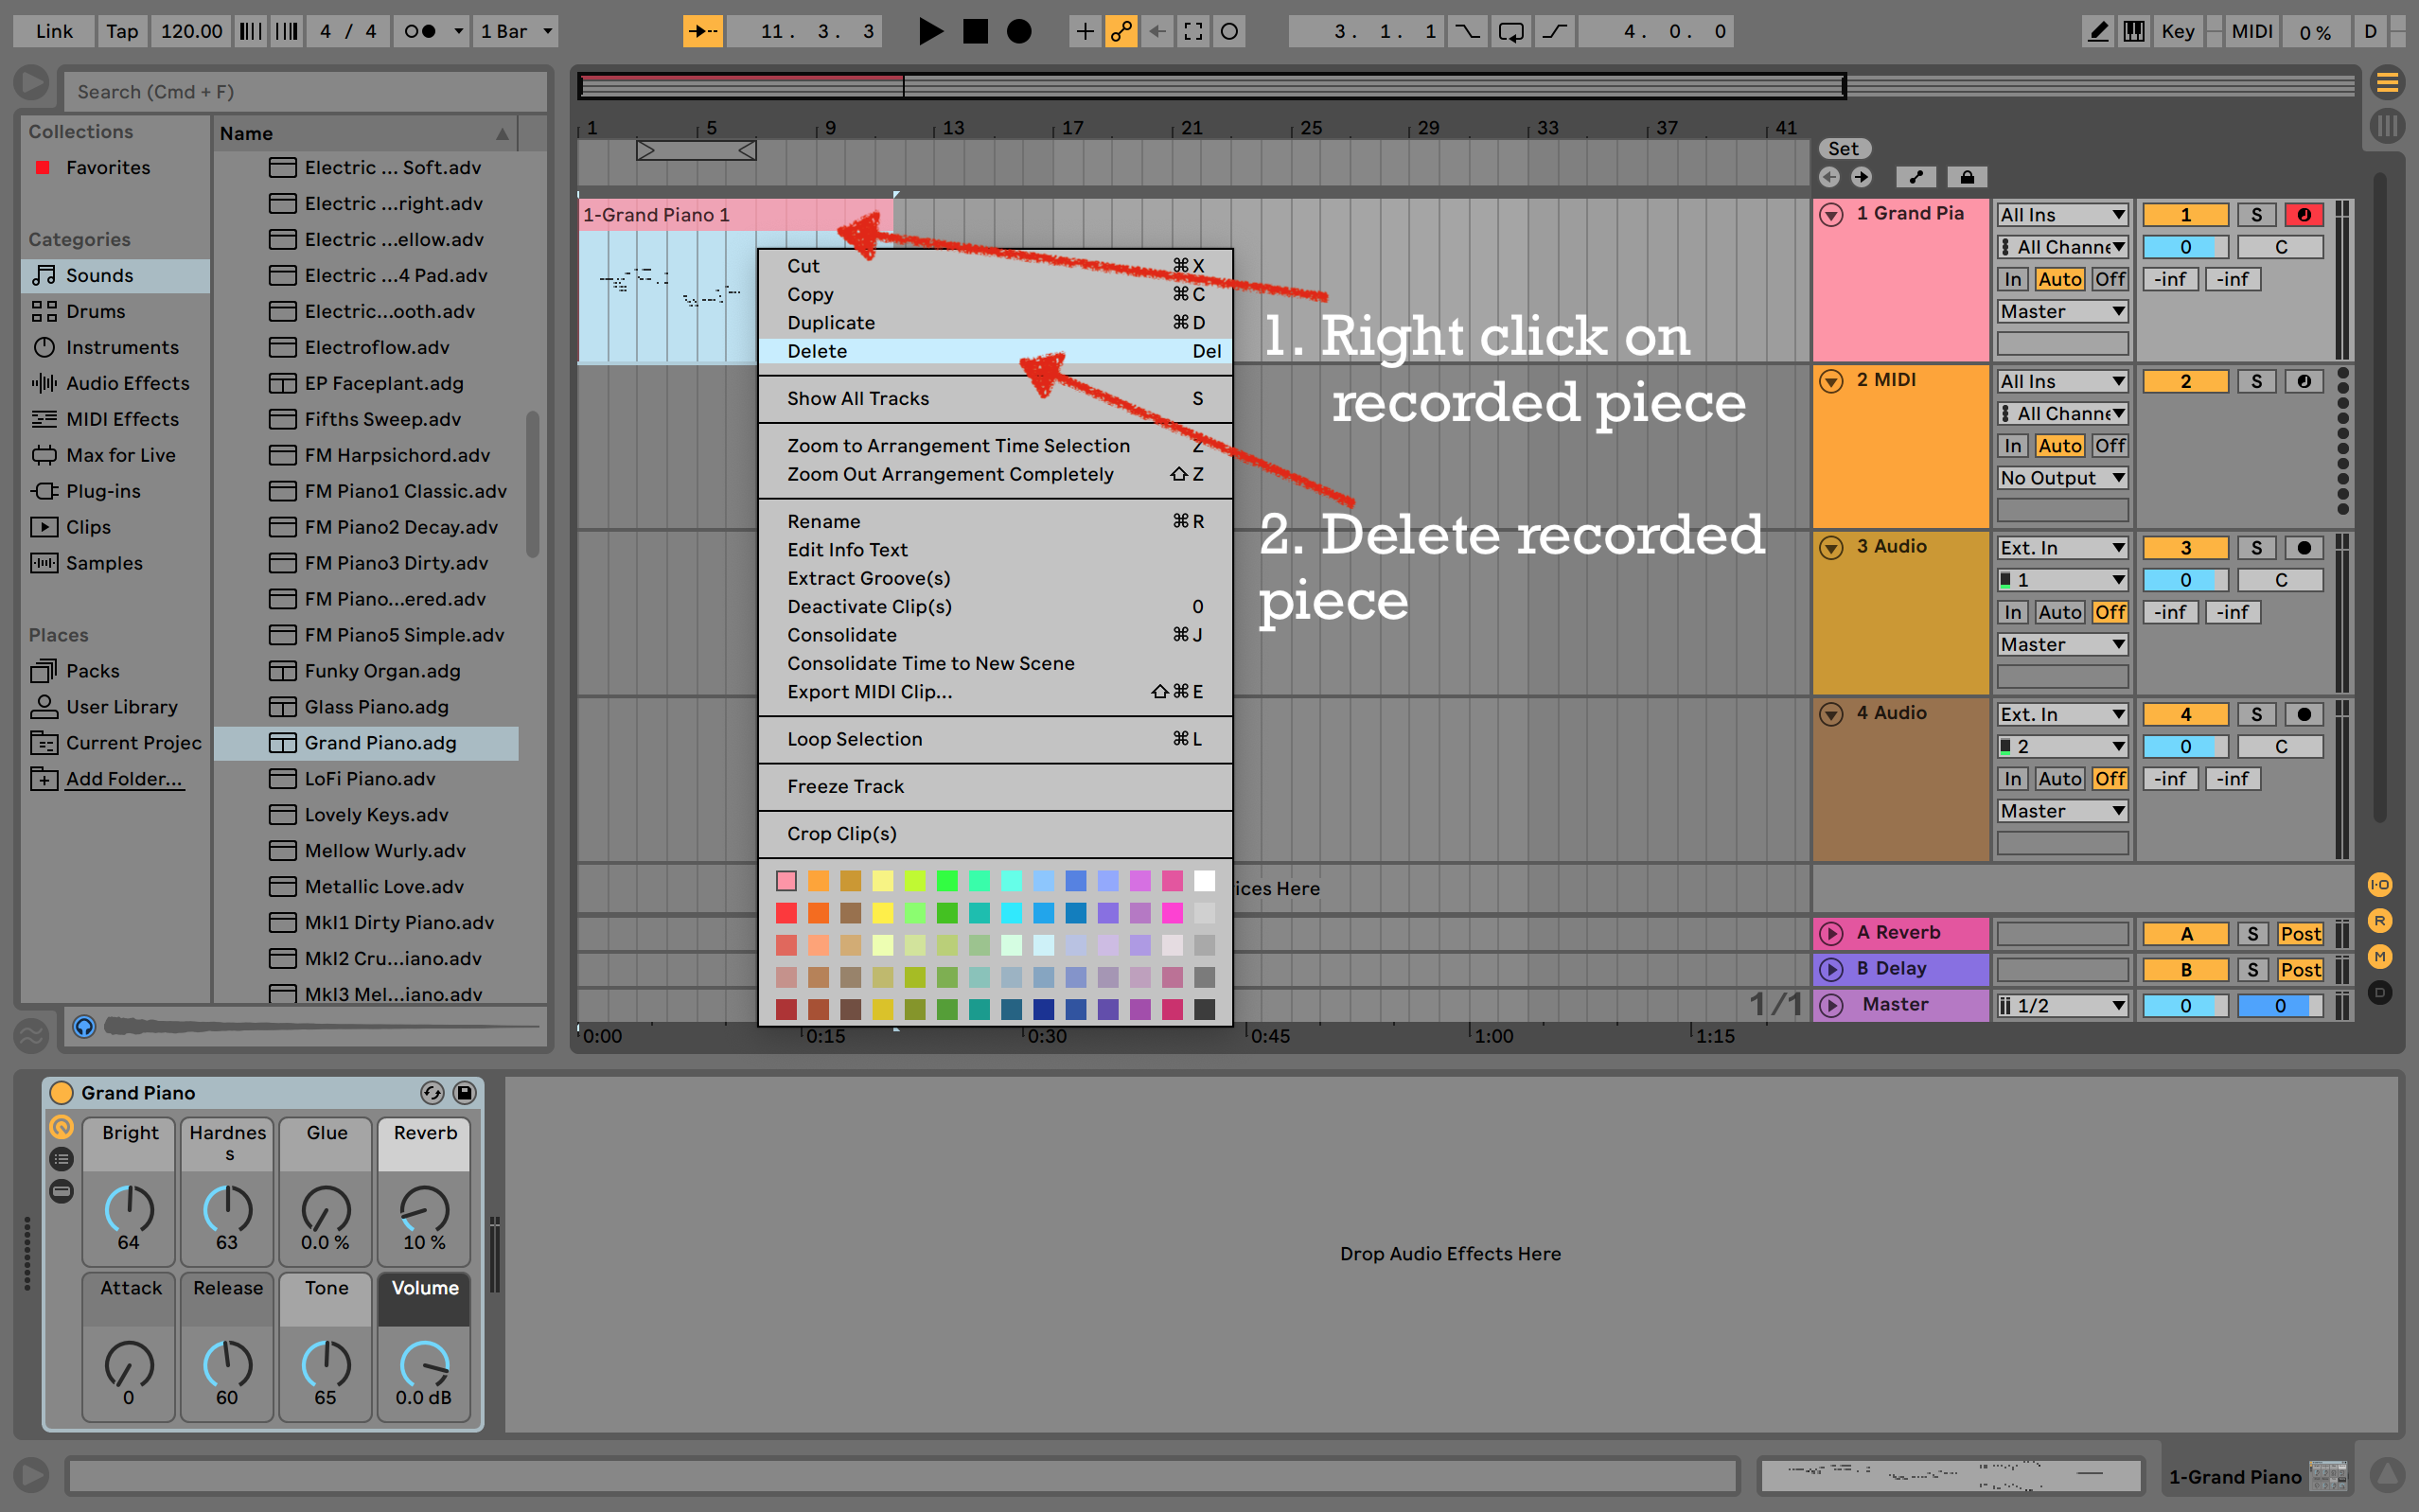 Link Tap 120.00 4 / 4 1 Bar 11. 3. 3 3. 1. 1 4. 0. 0 Key MIDI 0 % D
Search (Cmd + F)
Collections
Favorites
Categories
Sounds
Drums
Instruments
Audio Effects
MIDI Effects
Max for Live
Plug-ins
Clips
Samples
Places
Packs
User Library
Current Projec
Add Folder...
Name
Electric ... Soft.adv
Electric ...right.adv
Electric ...ellow.adv
Electric ...4 Pad.adv
Electric...ooth.adv
Electroflow.adv
EP Faceplant.adg
Fifths Sweep.adv
FM Harpsichord.adv
FM Piano1 Classic.adv
FM Piano2 Decay.adv
FM Piano3 Dirty.adv
FM Piano...ered.adv
FM Piano5 Simple.adv
Funky Organ.adg
Glass Piano.adg
Grand Piano.adg
LoFi Piano.adv
Lovely Keys.adv
Mellow Wurly.adv
Metallic Love.adv
MkI1 Dirty Piano.adv
MkI2 Cru...iano.adv
MkI3 Mel...iano.adv
1 5 9 13 17 21 25 29 33 37 41
Set
1-Grand Piano 1
Cut ⌘X
Copy ⌘C
Duplicate ⌘D
Delete Del
Show All Tracks S
Zoom to Arrangement Time Selection Z
Zoom Out Arrangement Completely ⇧Z
Rename ⌘R
Edit Info Text
Extract Groove(s)
Deactivate Clip(s) 0
Consolidate ⌘J
Consolidate Time to New Scene
Export MIDI Clip... ⇧⌘E
Loop Selection ⌘L
Freeze Track
Crop Clip(s)
1. Right click on
recorded piece
2. Delete recorded
piece
ices Here
1/1
0:00 0:15 0:30 0:45 1:00 1:15
1 Grand Pia All Ins 1 S
All Channe 0 C
In Auto Off -inf -inf
Master
2 MIDI All Ins 2 S
All Channe
In Auto Off
No Output
3 Audio Ext. In 3 S
1 0 C
In Auto Off -inf -inf
Master
4 Audio Ext. In 4 S
2 0 C
In Auto Off -inf -inf
Master
A Reverb A S Post
B Delay B S Post
Master 1/2 0 0
I·O
R
M
D
Grand Piano
Bright Hardnes Glue Reverb
s
64 63 0.0 % 10 %
Attack Release Tone Volume
0 60 65 0.0 dB
Drop Audio Effects Here
1-Grand Piano